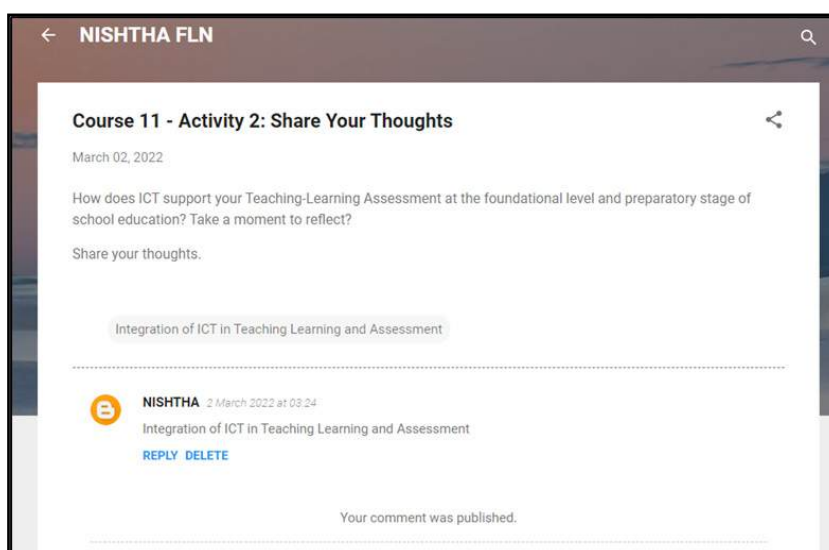 NISHTHA FLN
Course 11 - Activity 2: Share Your Thoughts
March 02, 2022
How does ICT support your Teaching-Learning Assessment at the foundational level and preparatory stage of
school education? Take a moment to reflect?
Share your thoughts.
Integration of ICT in Teaching Learning and Assessment
NISHTHA 2 March 2022 at 03:24
Integration of ICT in Teaching Learning and Assessment
REPLY DELETE
Your comment was published.